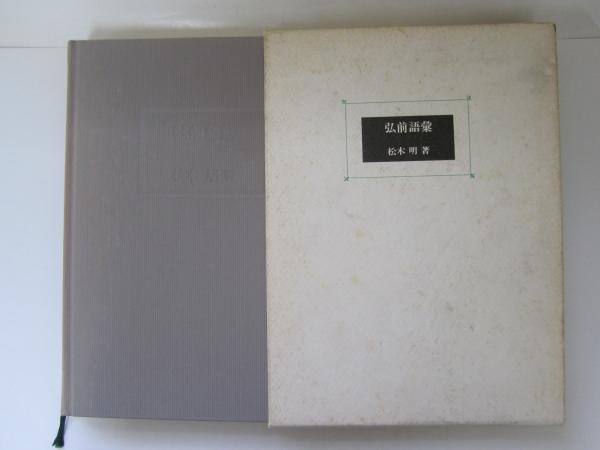 弘前語彙
松木 明 著